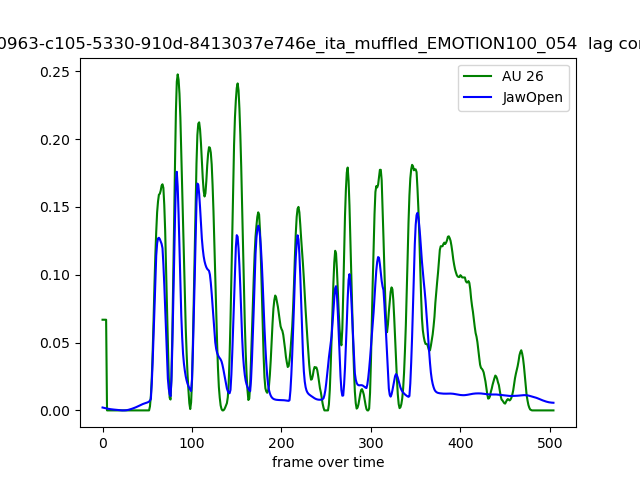 0963-c105-5330-910d-8413037e746e_ita_muffled_EMOTION100_054 lag
AU 26
JawOpen
0.25
0.20
0.15
0.10
0.05
0.00
0 100 200 300 400 500
frame over time